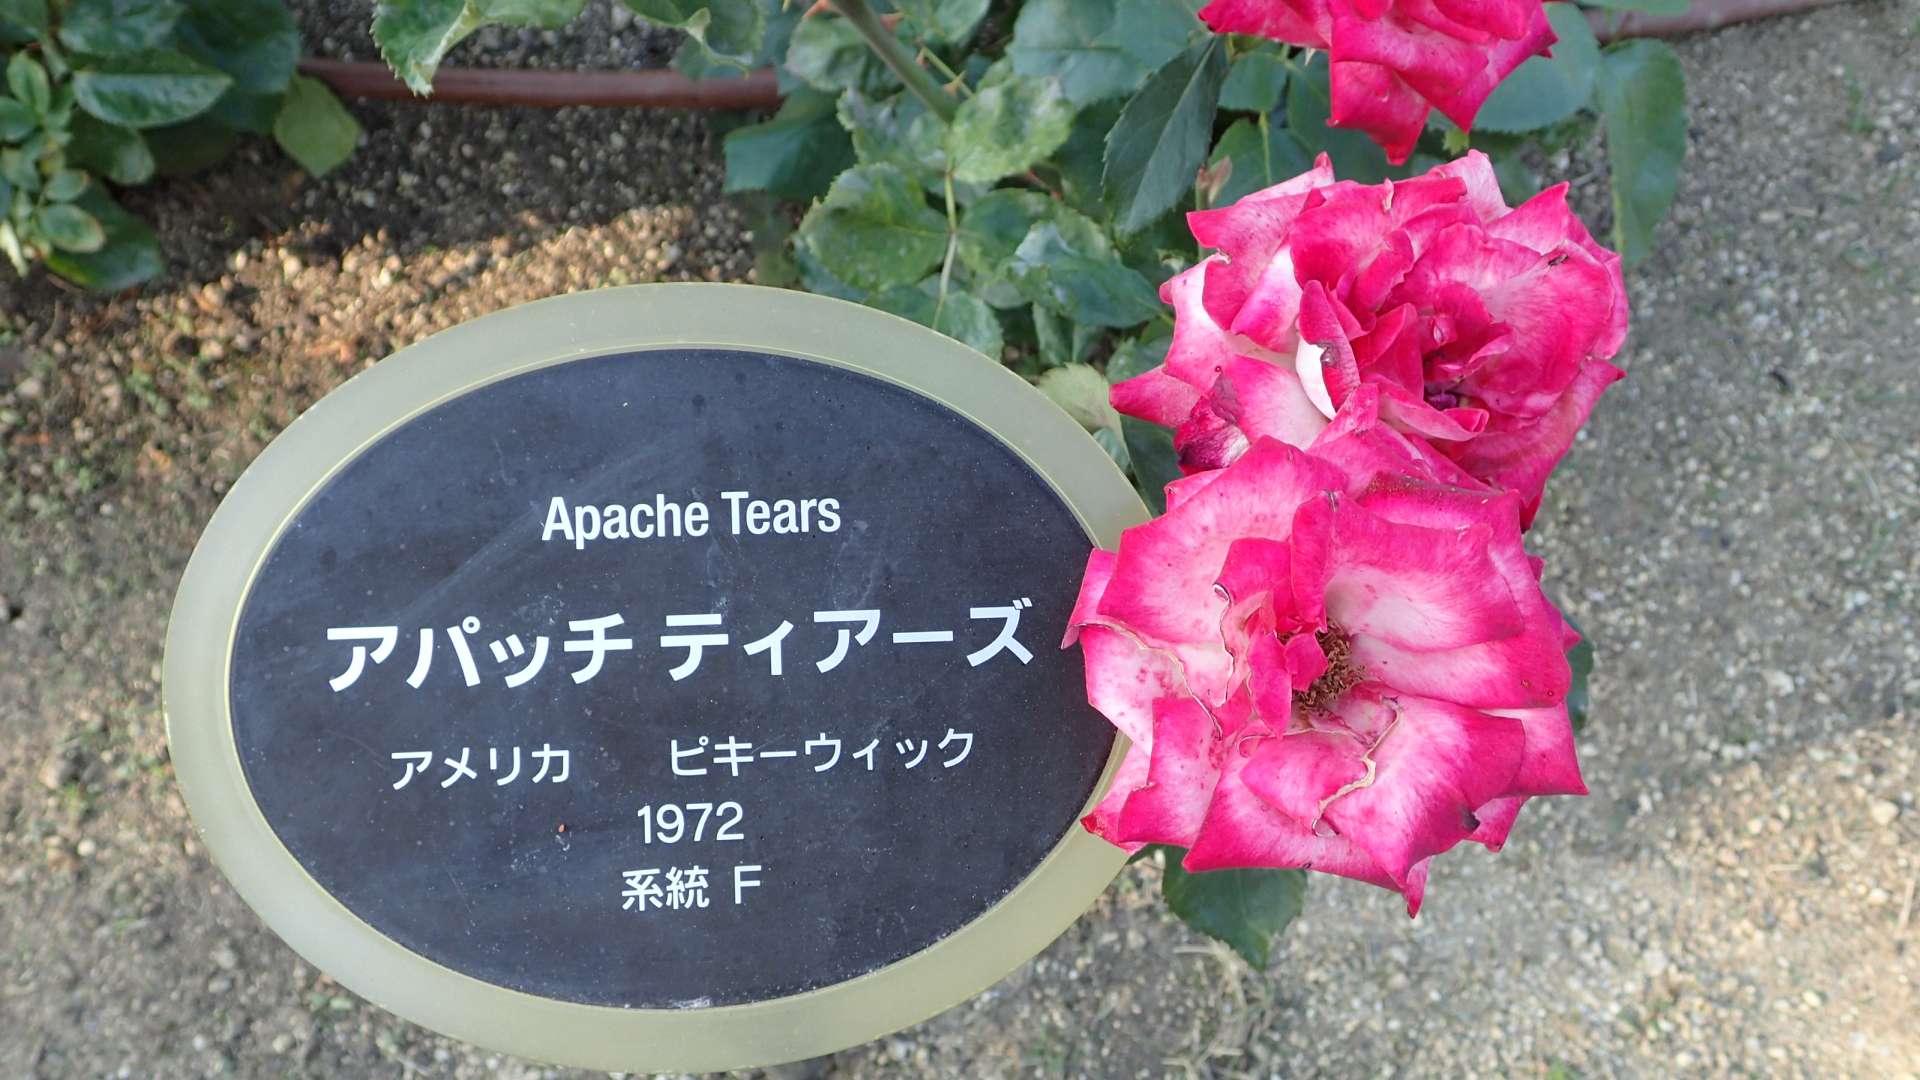 Apache Tears
アパッチ ティアーズ
アメリカ ピキーウィック
1972
系統 F